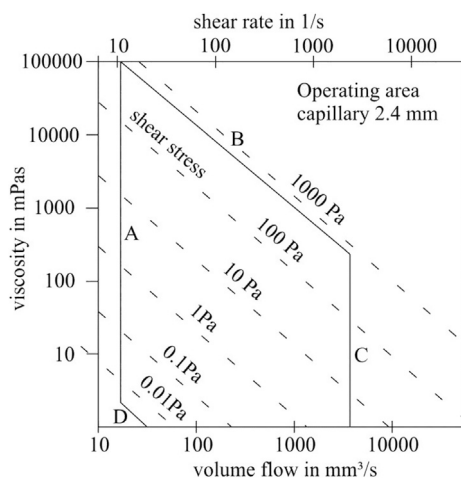 shear rate in 1/s
10 100 1000 10000
100000
10000
1000
100
10
viscosity in mPas
Operating area
capillary 2.4 mm
shear stress
A
B
C
D
1000 Pa
100 Pa
10 Pa
1Pa
0.1Pa
0.01Pa
10 100 1000 10000
volume flow in mm³/s